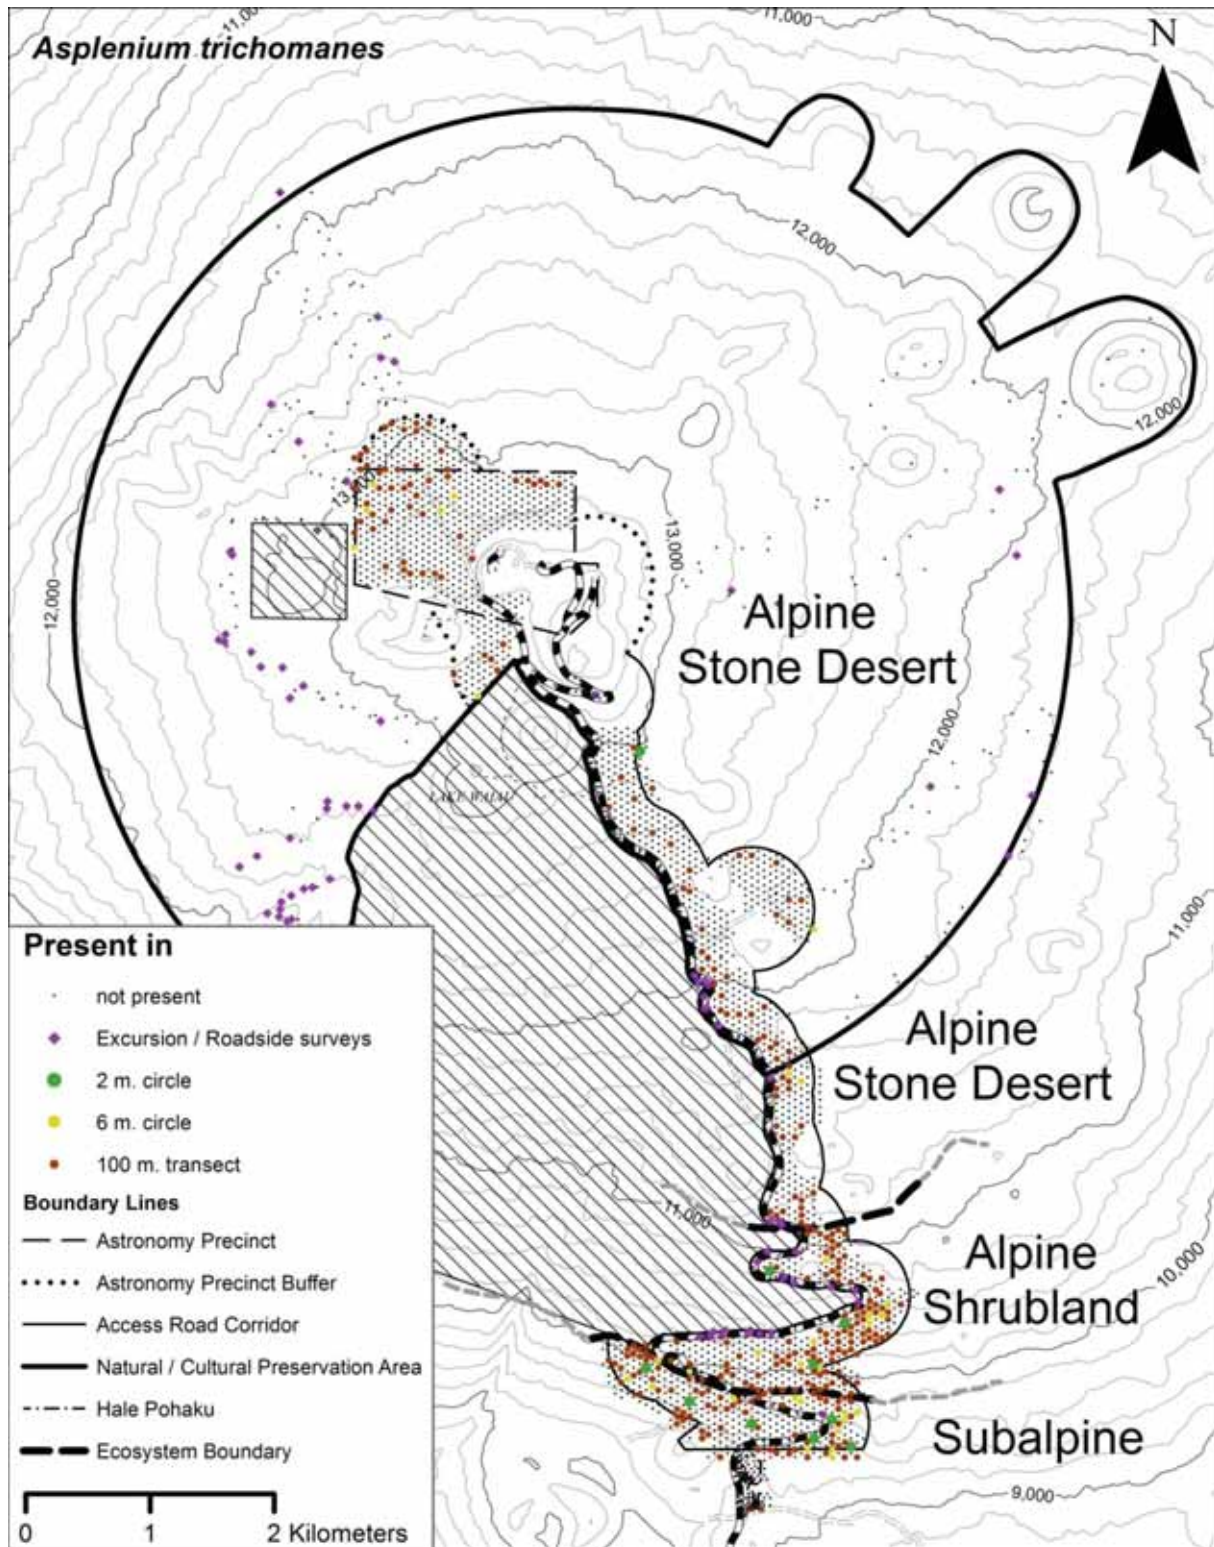 Asplenium trichomanes
11,000
11,000
N
12,000
12,000
13,000
13,000
12,000
Alpine
Stone Desert
12,000
LAKE WAIAU
11,000
Alpine
Stone Desert
11,000
Alpine
Shrubland
10,000
Subalpine
9,000
Present in
not present
Excursion / Roadside surveys
2 m. circle
6 m. circle
100 m. transect
Boundary Lines
Astronomy Precinct
Astronomy Precinct Buffer
Access Road Corridor
Natural / Cultural Preservation Area
Hale Pohaku
Ecosystem Boundary
0 1 2 Kilometers